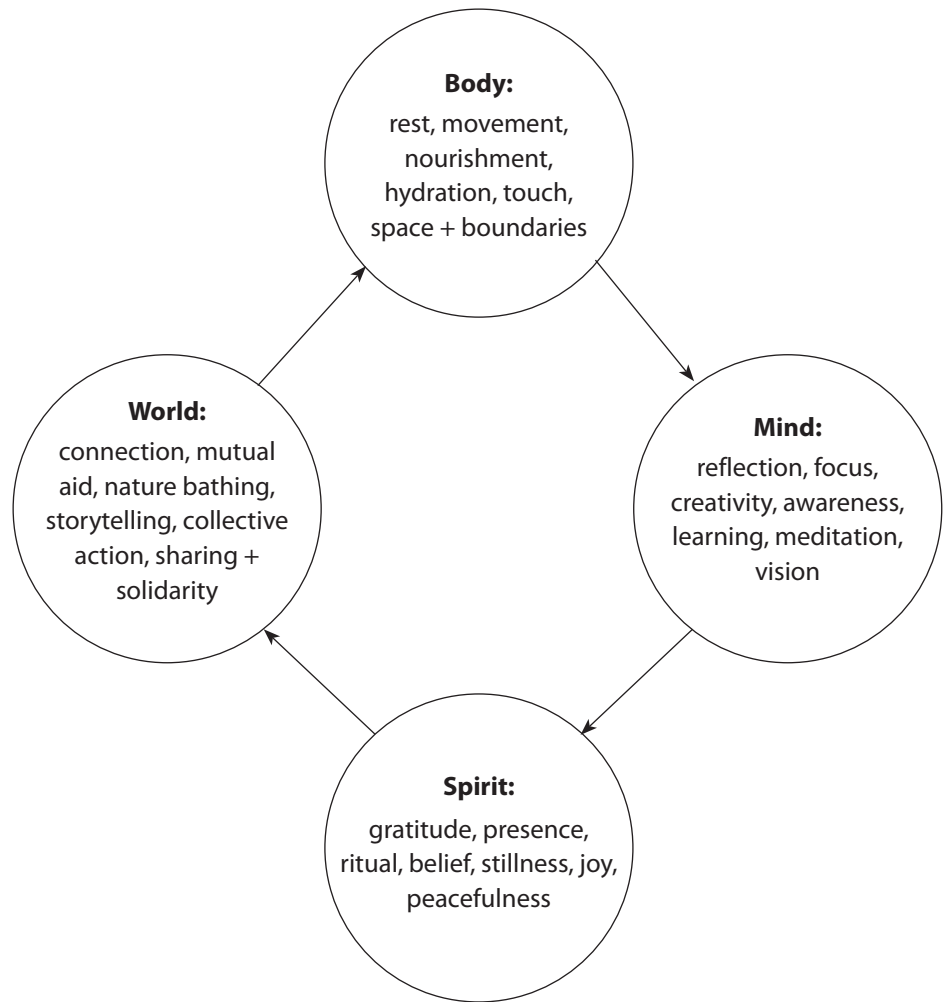 Body:
rest, movement,
nourishment,
hydration, touch,
space + boundaries
Mind:
reflection, focus,
creativity, awareness,
learning, meditation,
vision
Spirit:
gratitude, presence,
ritual, belief, stillness, joy,
peacefulness
World:
connection, mutual
aid, nature bathing,
storytelling, collective
action, sharing +
solidarity